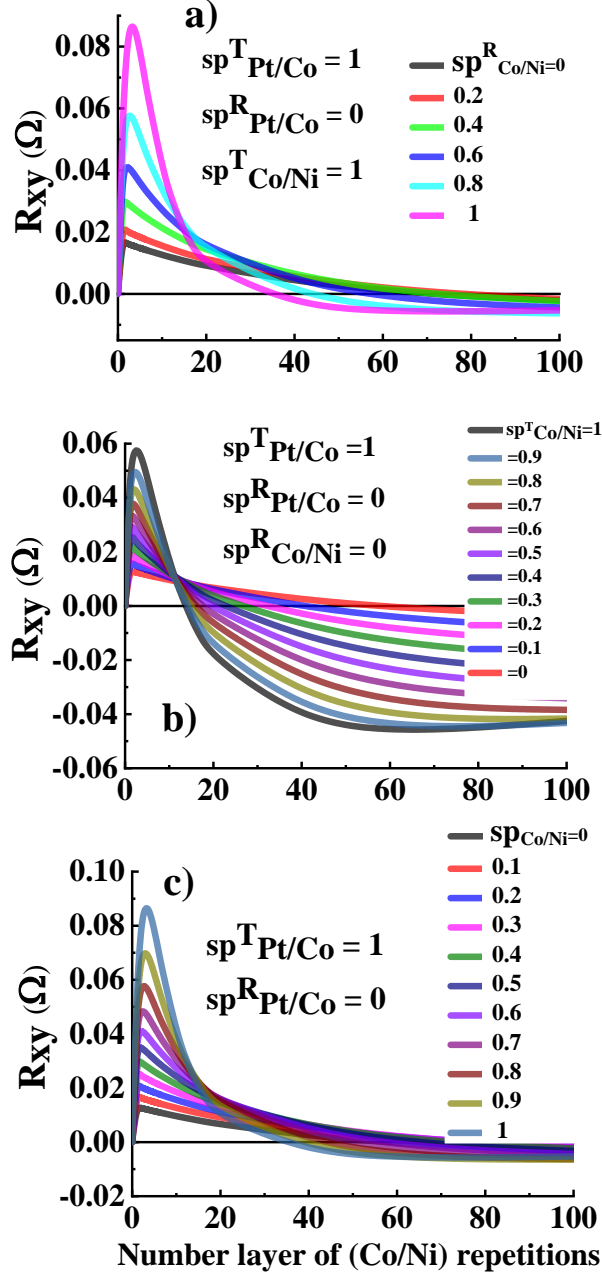 a)
sp^T Pt/Co = 1
sp^R Pt/Co = 0
sp^T Co/Ni = 1
sp^R Co/Ni=0
0.2
0.4
0.6
0.8
1
Rxy (Ω)
0.08
0.06
0.04
0.02
0.00
0 20 40 60 80 100
b)
sp^T Pt/Co =1
sp^R Pt/Co = 0
sp^R Co/Ni = 0
sp^T Co/Ni=1
=0.9
=0.8
=0.7
=0.6
=0.5
=0.4
=0.3
=0.2
=0.1
=0
Rxy (Ω)
0.06
0.04
0.02
0.00
-0.02
-0.04
-0.06
0 20 40 60 80 100
c)
sp^T Pt/Co = 1
sp^R Pt/Co = 0
sp Co/Ni=0
0.1
0.2
0.3
0.4
0.5
0.6
0.7
0.8
0.9
1
Rxy (Ω)
0.10
0.08
0.06
0.04
0.02
0.00
-0.02
0 20 40 60 80 100
Number layer of (Co/Ni) repetitions